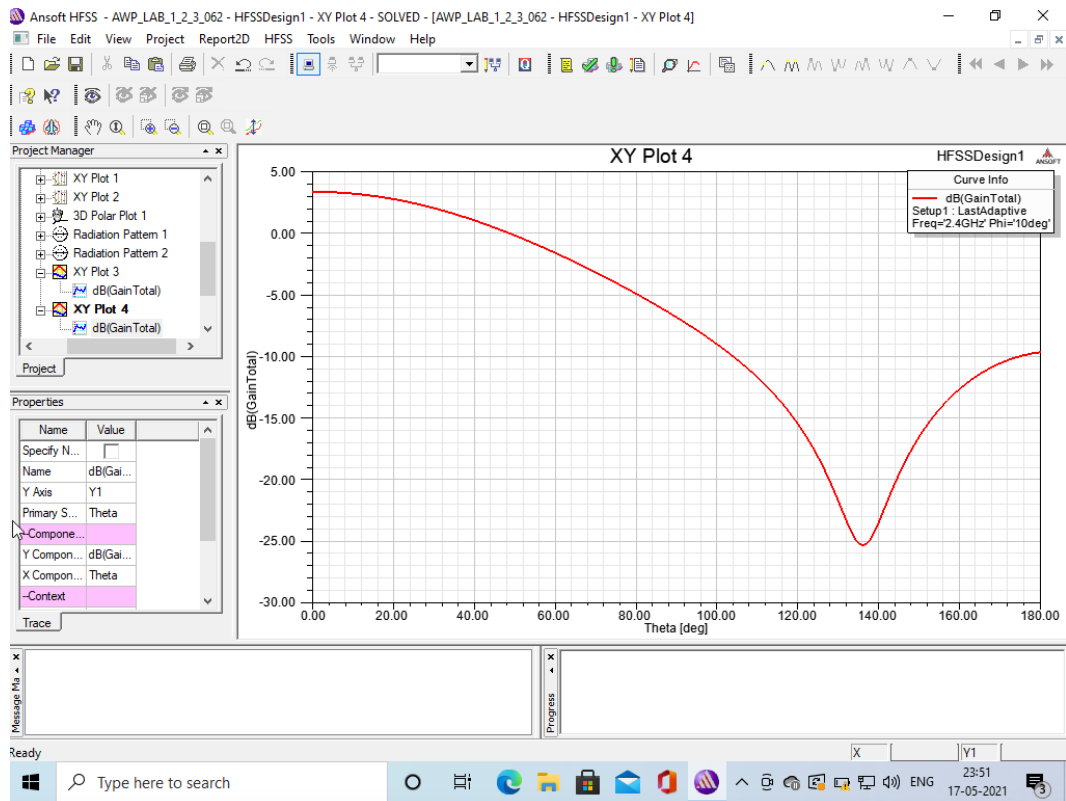 Ansoft HFSS - AWP_LAB_1_2_3_062 - HFSSDesign1 - XY Plot 4 - SOLVED - [AWP_LAB_1_2_3_062 - HFSSDesign1 - XY Plot 4]
File Edit View Project Report2D HFSS Tools Window Help
Project Manager
XY Plot 1
XY Plot 2
3D Polar Plot 1
Radiation Pattern 1
Radiation Pattern 2
XY Plot 3
dB(GainTotal)
XY Plot 4
dB(GainTotal)
Project
Properties
Name Value
Specify N...
Name dB(Gai...
Y Axis Y1
Primary S... Theta
-Compone...
Y Compon... dB(Gai...
X Compon... Theta
-Context
Trace
XY Plot 4
HFSSDesign1
ANSOFT
Curve Info
dB(GainTotal)
Setup1 : LastAdaptive
Freq='2.4GHz' Phi='10deg'
5.00
0.00
-5.00
-10.00
-15.00
-20.00
-25.00
-30.00
dB(GainTotal)
0.00 20.00 40.00 60.00 80.00 100.00 120.00 140.00 160.00 180.00
Theta [deg]
Message Ma
Progress
Ready
X Y1
Type here to search
ENG
23:51
17-05-2021
3